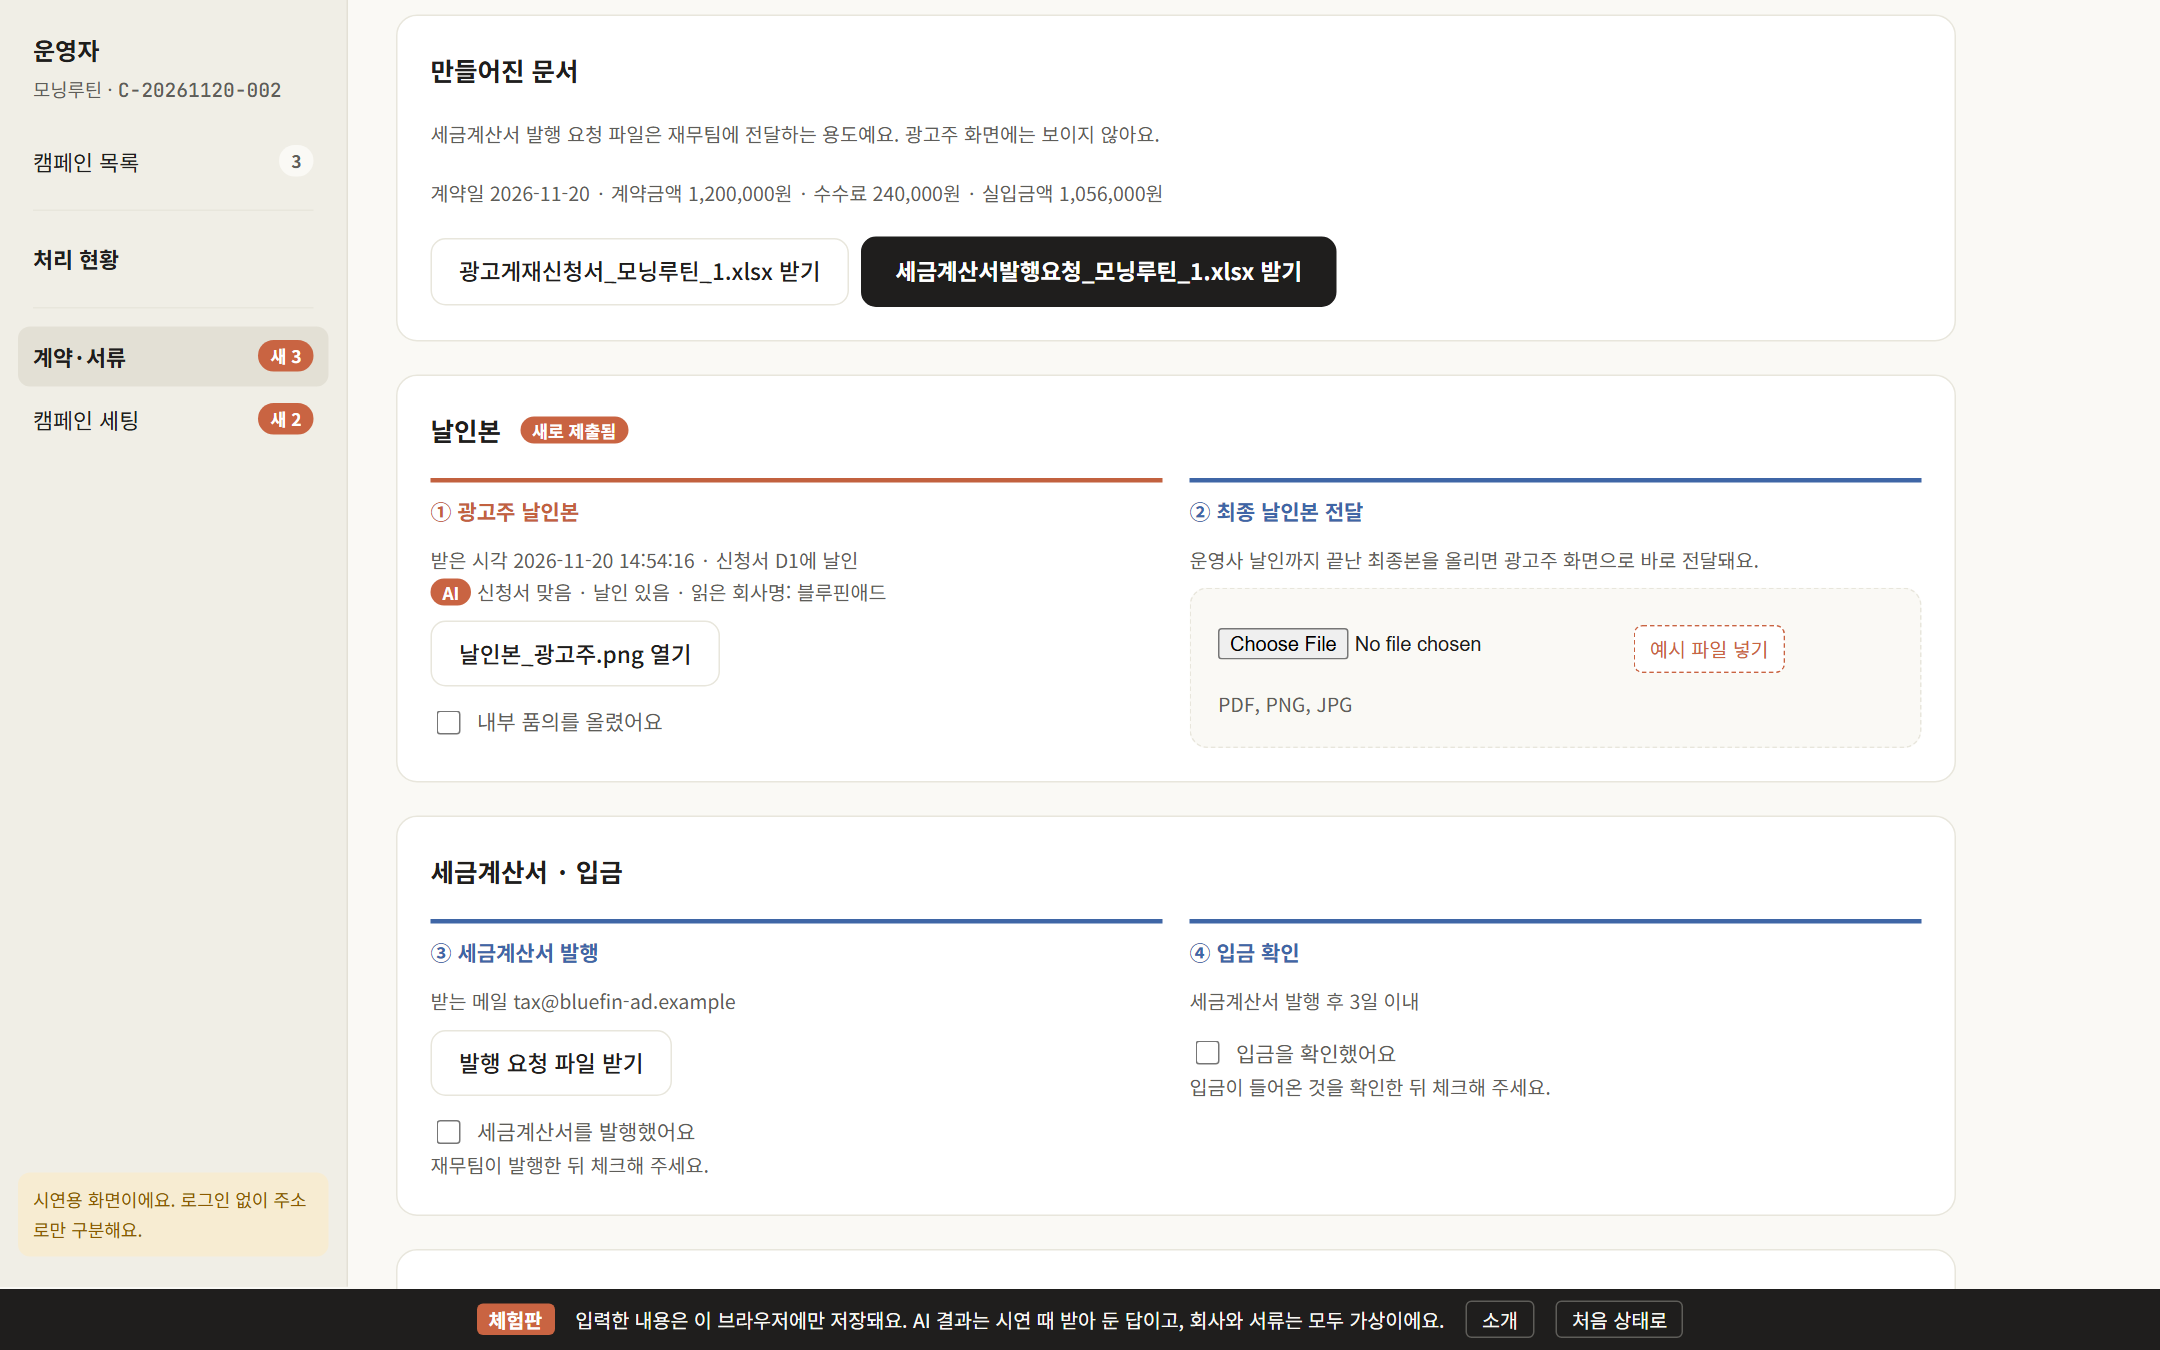 운영자
모닝루틴 · C-20261120-002
캠페인 목록 3
처리 현황
계약·서류 새 3
캠페인 세팅 새 2
시연용 화면이에요. 로그인 없이 주소
로만 구분해요.
만들어진 문서
세금계산서 발행 요청 파일은 재무팀에 전달하는 용도예요. 광고주 화면에는 보이지 않아요.
계약일 2026-11-20 · 계약금액 1,200,000원 · 수수료 240,000원 · 실입금액 1,056,000원
광고게재신청서_모닝루틴_1.xlsx 받기
세금계산서발행요청_모닝루틴_1.xlsx 받기
날인본 새로 제출됨
① 광고주 날인본
받은 시각 2026-11-20 14:54:16 · 신청서 D1에 날인
AI 신청서 맞음 · 날인 있음 · 읽은 회사명: 블루핀애드
날인본_광고주.png 열기
내부 품의를 올렸어요
② 최종 날인본 전달
운영사 날인까지 끝난 최종본을 올리면 광고주 화면으로 바로 전달돼요.
Choose File No file chosen
예시 파일 넣기
PDF, PNG, JPG
세금계산서 · 입금
③ 세금계산서 발행
받는 메일 tax@bluefin-ad.example
발행 요청 파일 받기
세금계산서를 발행했어요
재무팀이 발행한 뒤 체크해 주세요.
④ 입금 확인
세금계산서 발행 후 3일 이내
입금을 확인했어요
입금이 들어온 것을 확인한 뒤 체크해 주세요.
체험판 입력한 내용은 이 브라우저에만 저장돼요. AI 결과는 시연 때 받아 둔 답이고, 회사와 서류는 모두 가상이에요. 소개 처음 상태로